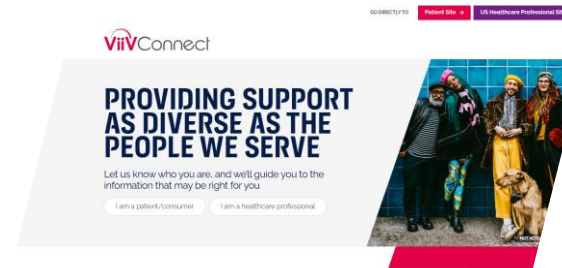 GO DIRECTLY TO Patient Site → US Healthcare Professional Sit
ViiVConnect
PROVIDING SUPPORT
AS DIVERSE AS THE
PEOPLE WE SERVE
Let us know who you are, and we'll guide you to the
information that may be right for you
I am a patient/consumer I am a healthcare professional
NOT